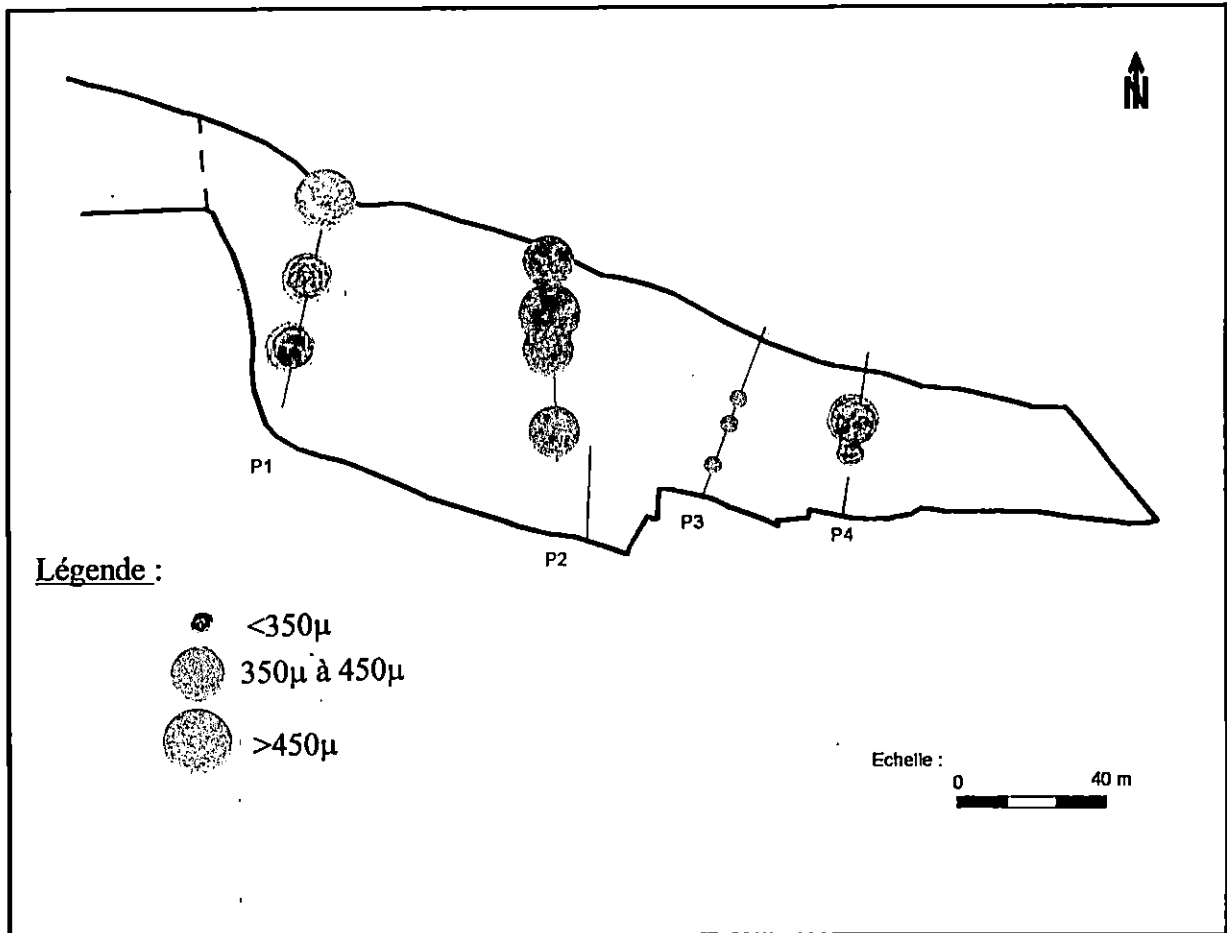 N
P1
P2
P3
P4
Légende :
<350µ
350µ à 450µ
>450µ
Echelle :
0 40 m